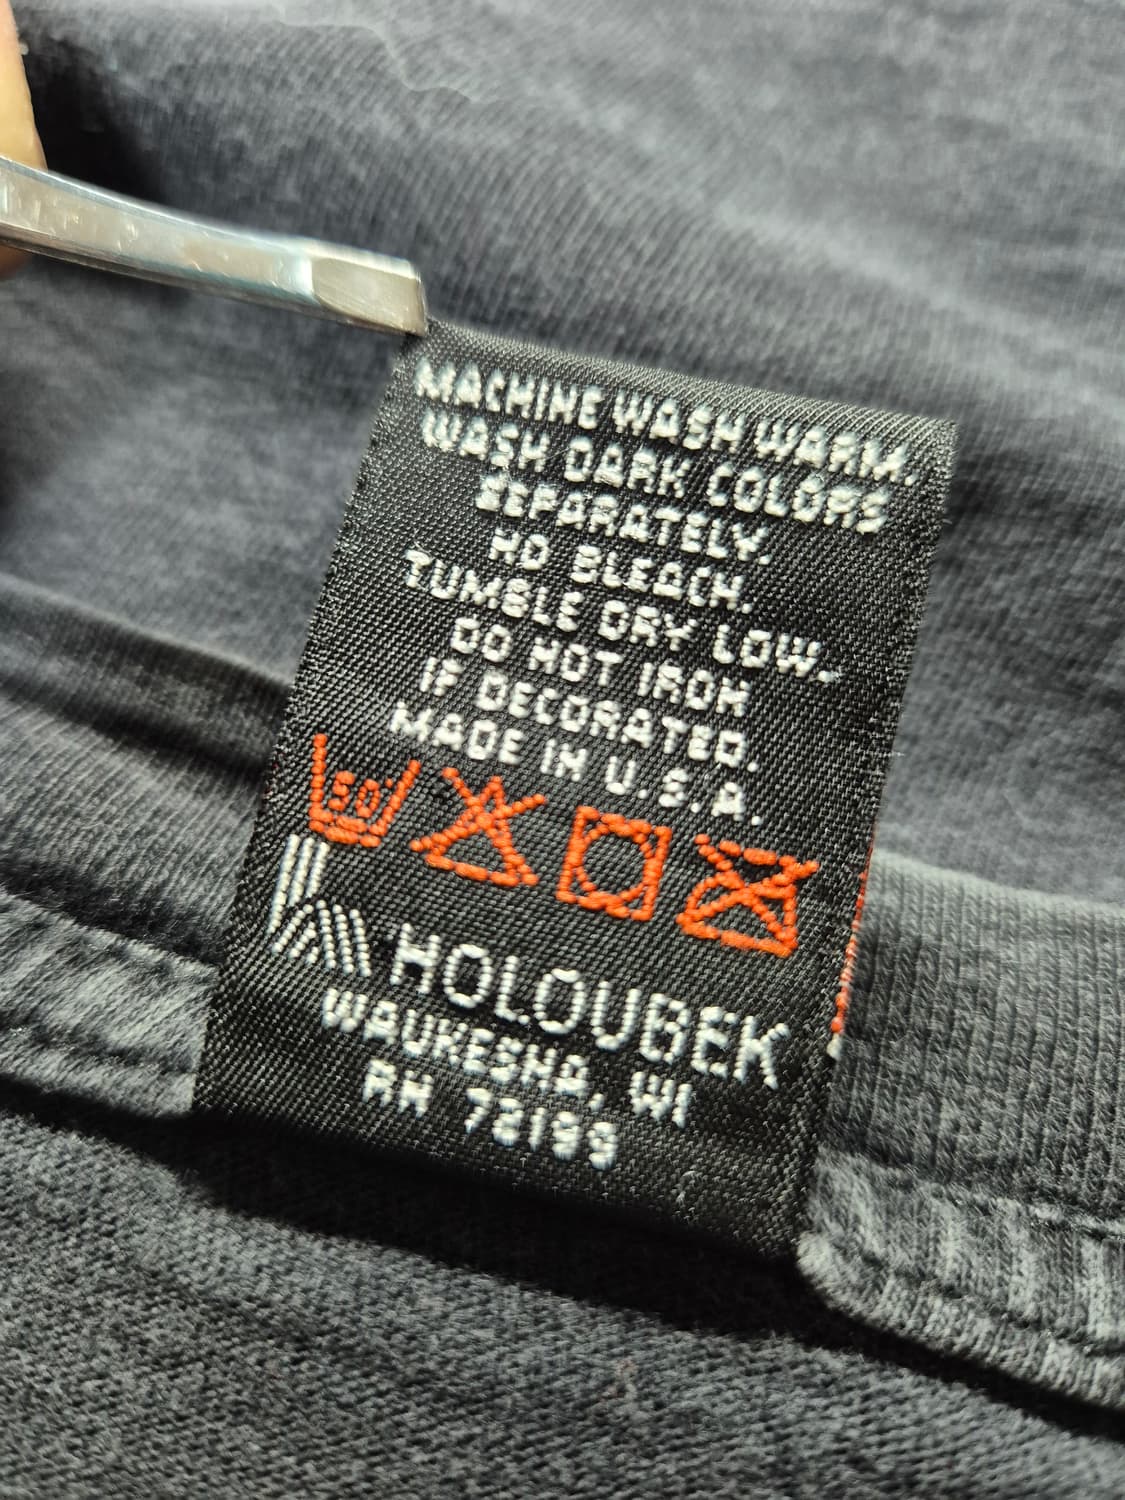 MACHINE WASH WARM.
WASH DARK COLORS
SEPARATELY.
NO BLEACH.
TUMBLE DRY LOW.
DO NOT IRON
IF DECORATED.
MADE IN U.S.A.
50°
HOLOUBEK
WAUKESHA, WI
RN 72199